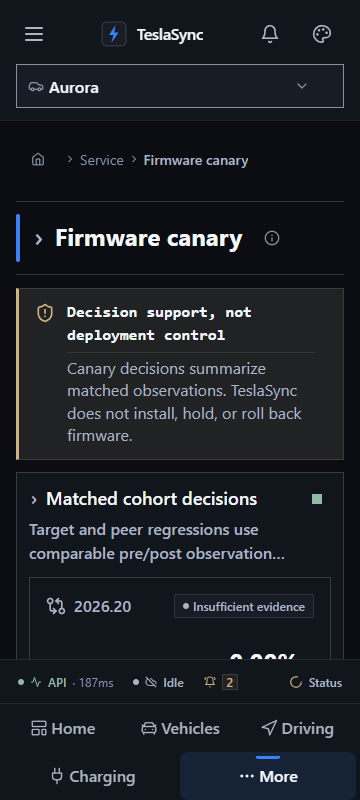 TeslaSync
Aurora
Service
Firmware canary
Firmware canary
Decision support, not
deployment control
Canary decisions summarize
matched observations. TeslaSync
does not install, hold, or roll back
firmware.
Matched cohort decisions
Target and peer regressions use
comparable pre/post observation...
2026.20
Insufficient evidence
API · 187ms
Idle
2
Status
Home
Vehicles
Driving
Charging
More